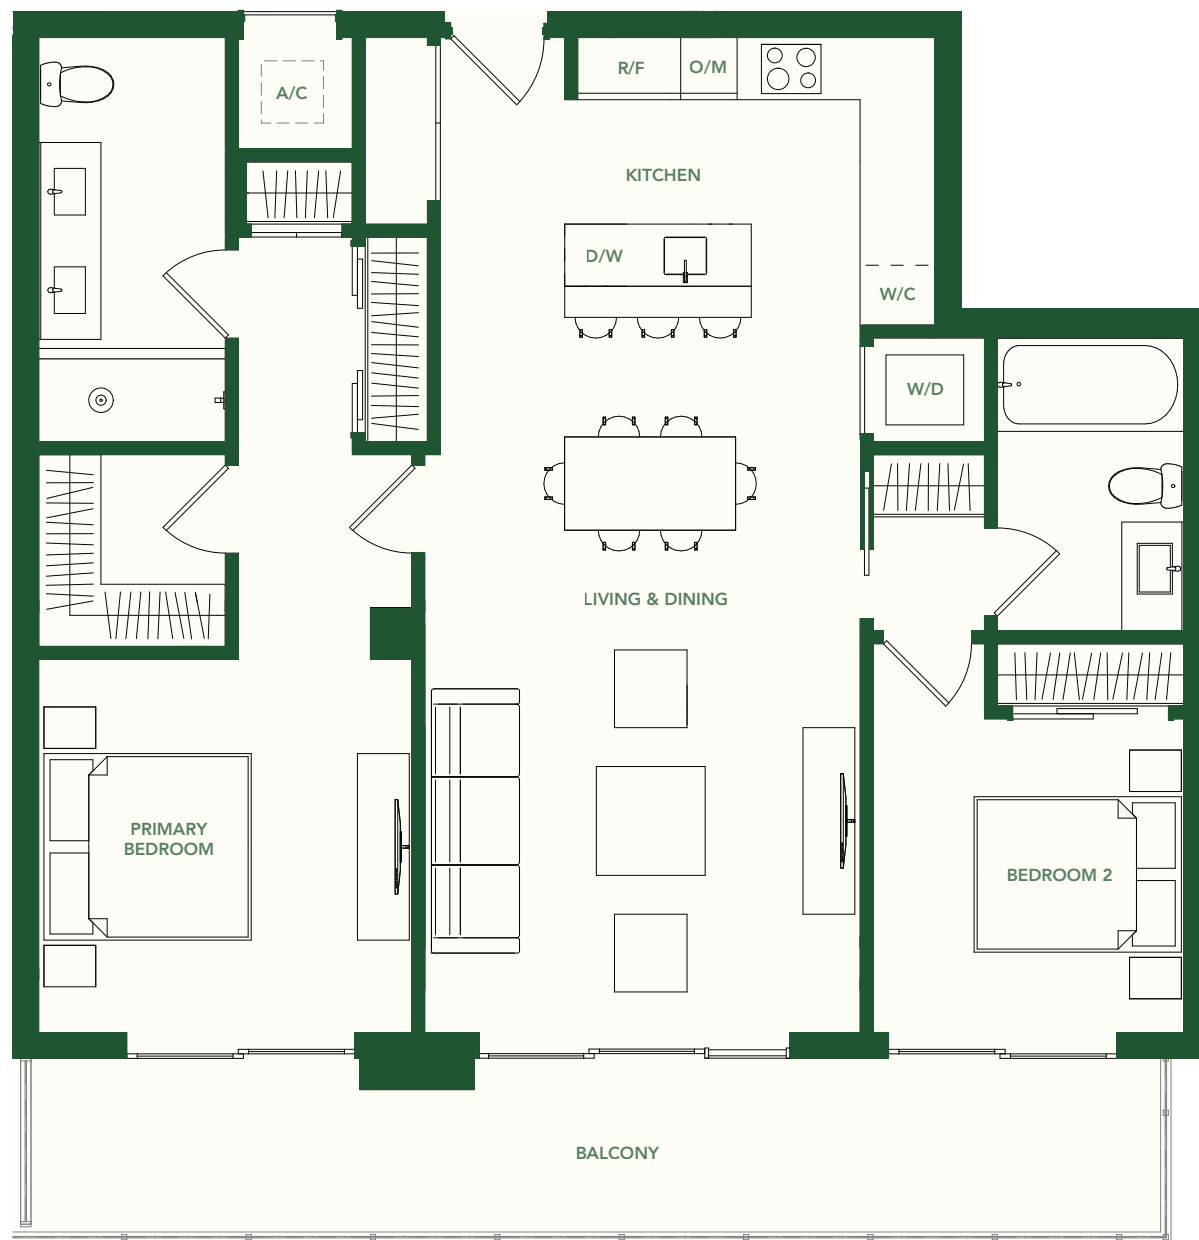 R/F
O/M
A/C
KITCHEN
D/W
W/C
W/D
LIVING & DINING
PRIMARY
BEDROOM
BEDROOM 2
BALCONY